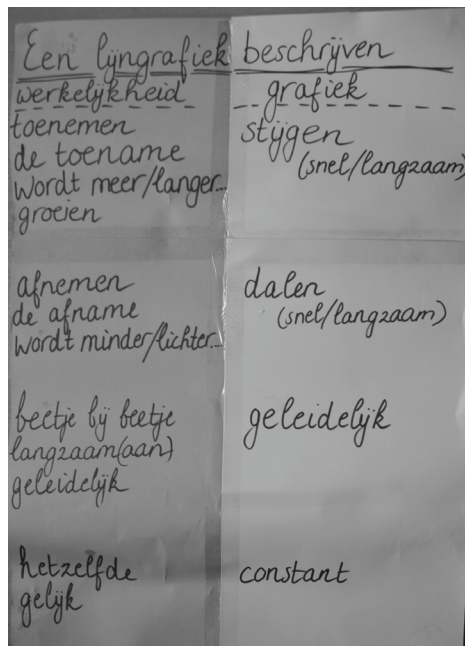 Een lijngrafiek beschrijven
werkelijkheid
grafiek
toenemen
de toename
wordt meer/langer...
groeien
stijgen
(snel/langzaam)
afnemen
de afname
wordt minder/lichter...
dalen
(snel/langzaam)
beetje bij beetje
langzaam(aan)
geleidelijk
geleidelijk
hetzelfde
gelijk
constant